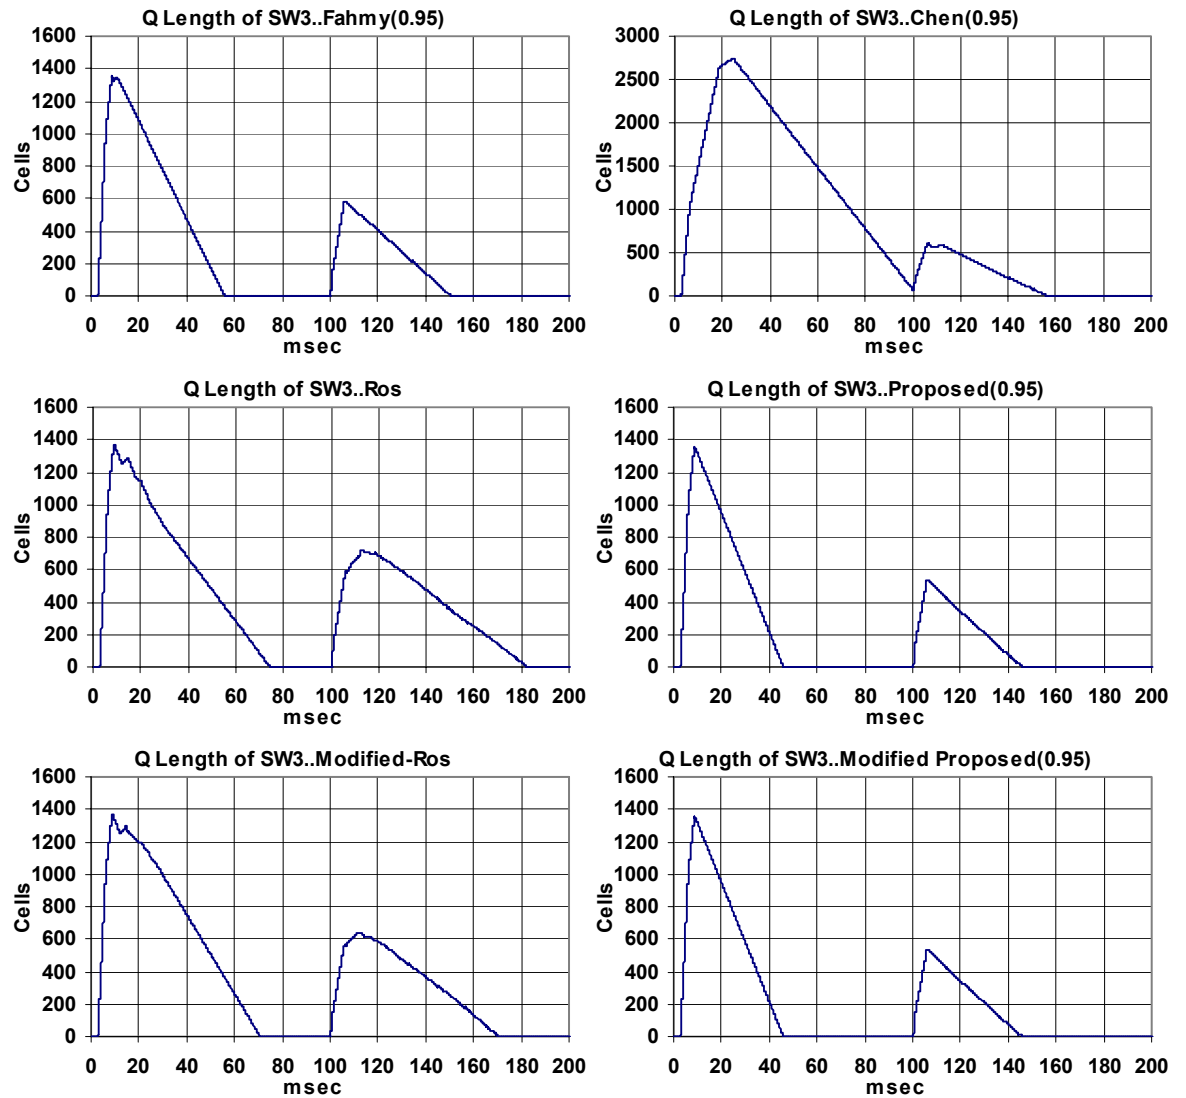 Q Length of SW3..Fahmy(0.95)
1600
1400
1200
1000
800
600
400
200
0
Cells
0 20 40 60 80 100 120 140 160 180 200
msec
Q Length of SW3..Chen(0.95)
3000
2500
2000
1500
1000
500
0
Cells
0 20 40 60 80 100 120 140 160 180 200
msec
Q Length of SW3..Ros
1600
1400
1200
1000
800
600
400
200
0
Cells
0 20 40 60 80 100 120 140 160 180 200
msec
Q Length of SW3..Proposed(0.95)
1600
1400
1200
1000
800
600
400
200
0
Cells
0 20 40 60 80 100 120 140 160 180 200
msec
Q Length of SW3..Modified-Ros
1600
1400
1200
1000
800
600
400
200
0
Cells
0 20 40 60 80 100 120 140 160 180 200
msec
Q Length of SW3..Modified Proposed(0.95)
1600
1400
1200
1000
800
600
400
200
0
Cells
0 20 40 60 80 100 120 140 160 180 200
msec